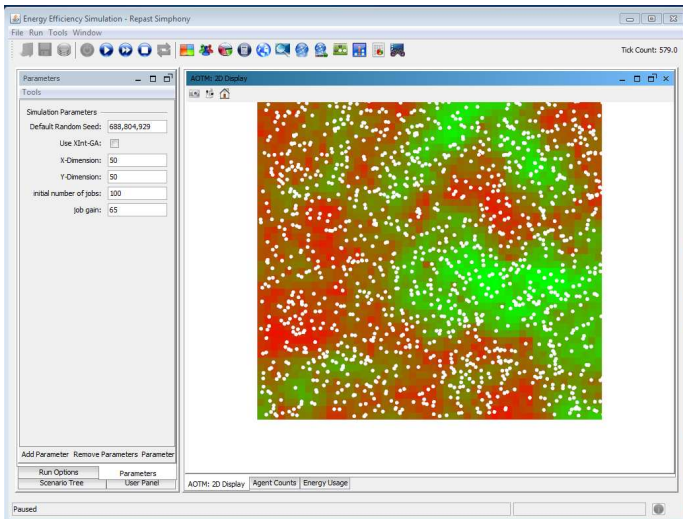 Energy Efficiency Simulation - Repast Simphony
File Run Tools Window
Tick Count: 579.0
Parameters
Tools
Simulation Parameters
Default Random Seed: 688,804,929
Use XInt-GA:
X-Dimension: 50
Y-Dimension: 50
initial number of jobs: 100
job gain: 65
Add Parameter Remove Parameters Parameter
Run Options Parameters
Scenario Tree User Panel
AOTM: 2D Display
AOTM: 2D Display Agent Counts Energy Usage
Paused